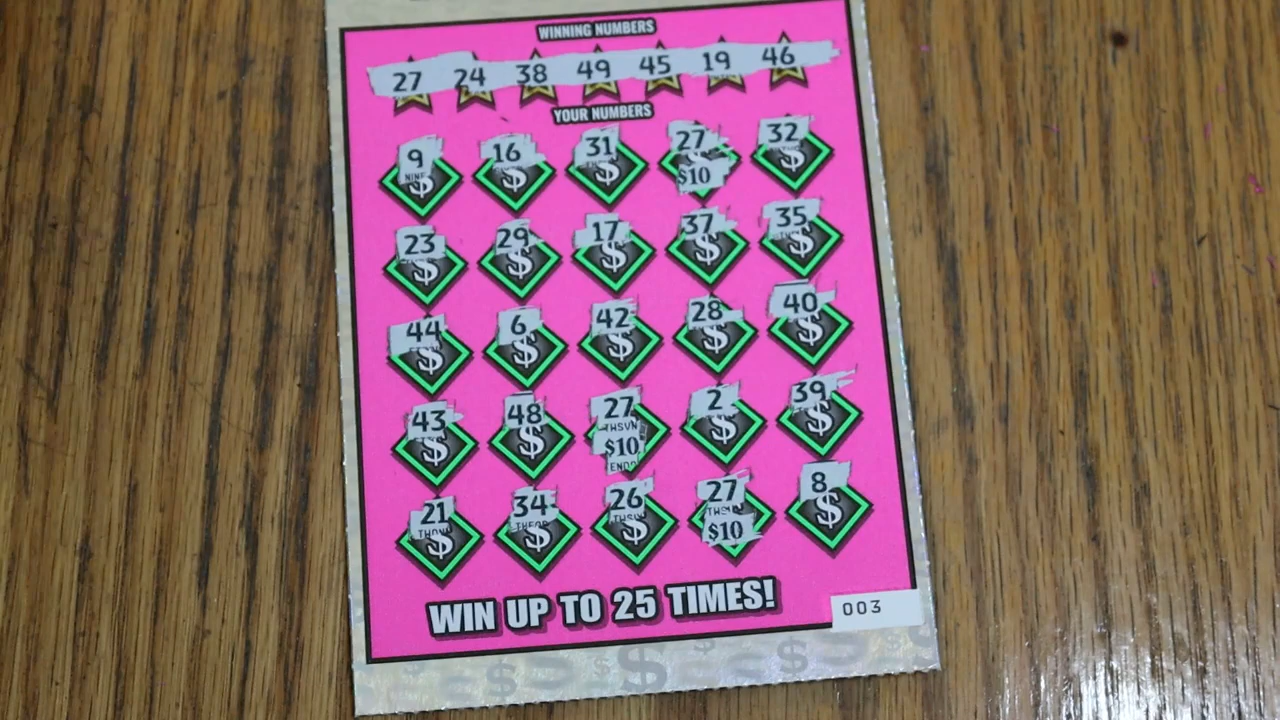 WINNING NUMBERS
27 24 38 49 45 19 46
YOUR NUMBERS
9 16 31 27 32
NINE $ $ $ $10 $
$
23 29 17 37 35
$ $ $ $ $
44 6 42 28 40
$ $ $ $ $
43 48 27 2 39
$ $ THSVN $ $
$10
21 34 26 27 8
$ $ $ $10 $
WIN UP TO 25 TIMES!
003